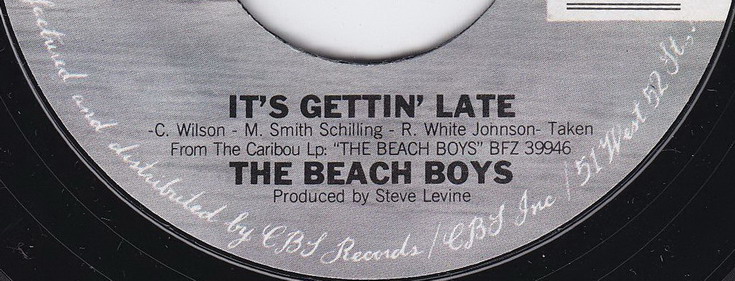 IT'S GETTIN' LATE
-C. Wilson - M. Smith Schilling - R. White Johnson- Taken
From The Caribou Lp: "THE BEACH BOYS" BFZ 39946
THE BEACH BOYS
Produced by Steve Levine
and distributed by CBS Records / CBS Inc / 51 West 52 St.,